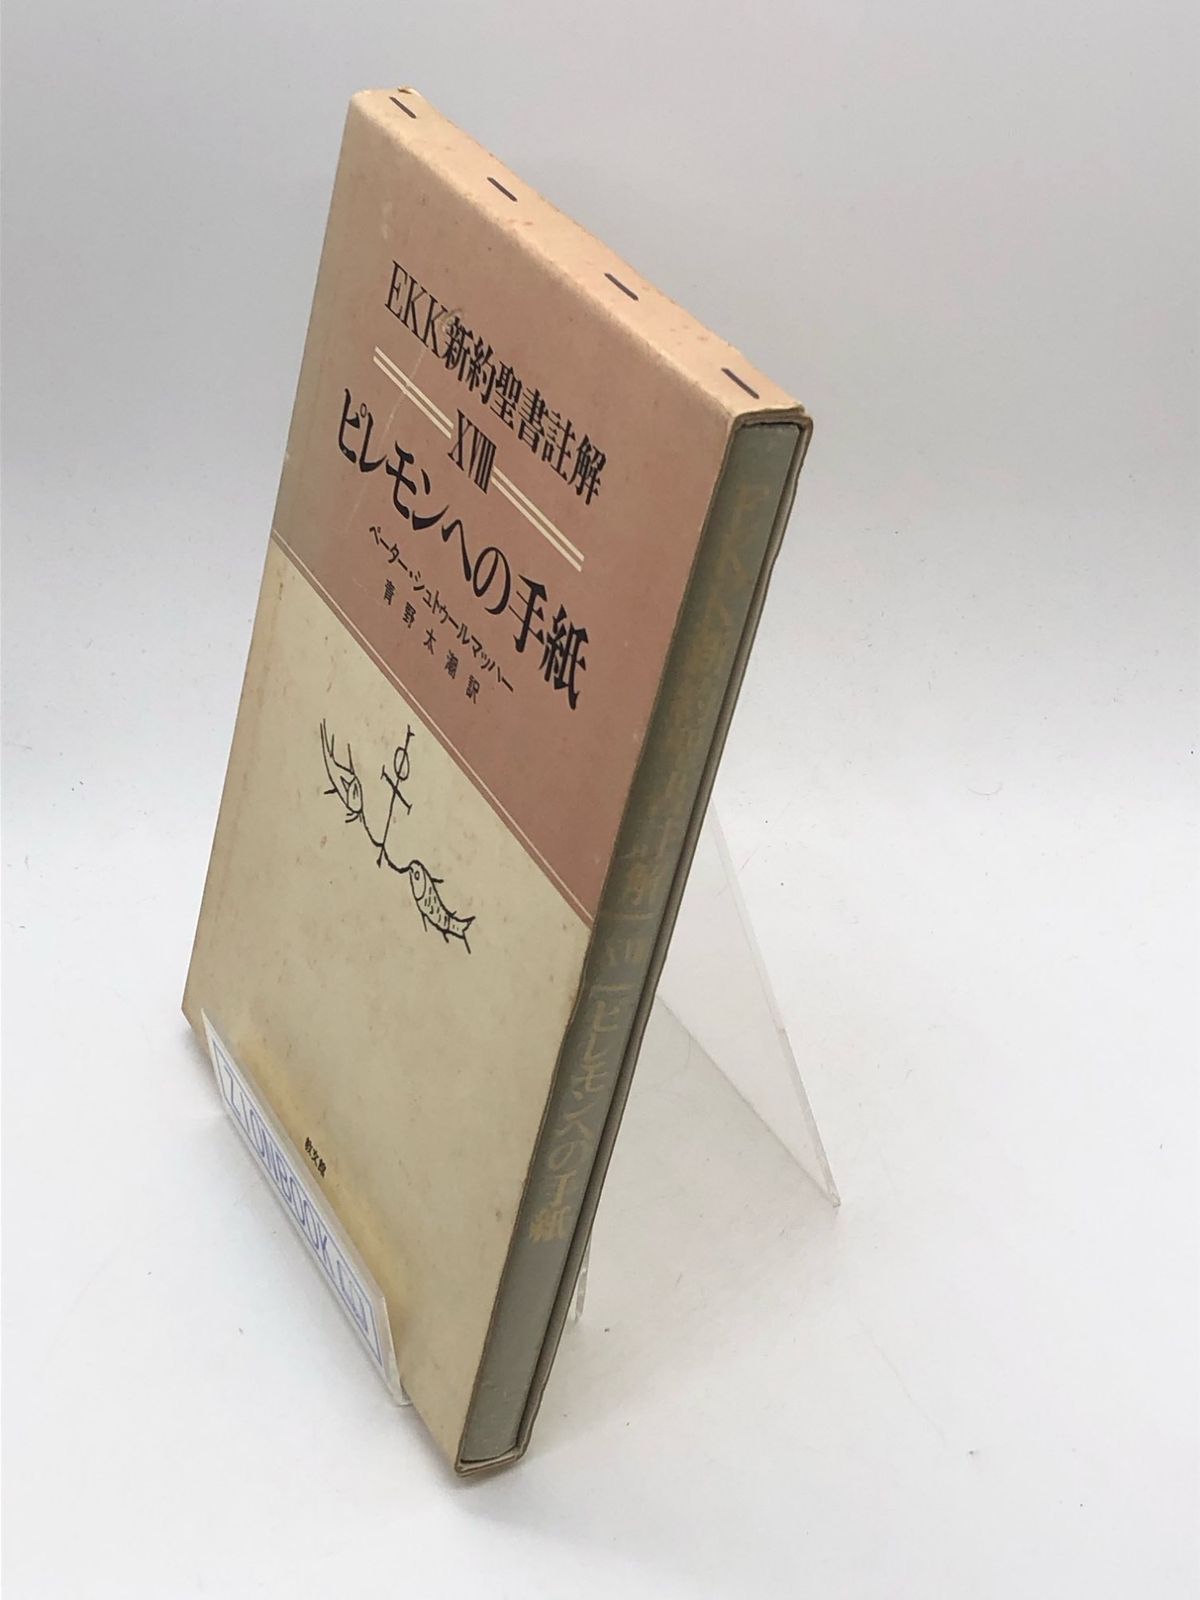 EKK新約聖書註解
XVIII
ピレモンへの手紙
ペーター・シュトゥールマッハー
青野太潮訳
教文館
EKK新約聖書註解 XVIII ピレモンへの手紙